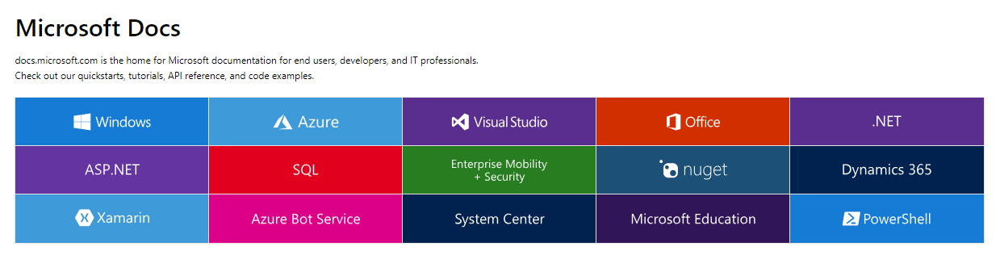 Microsoft Docs
docs.microsoft.com is the home for Microsoft documentation for end users, developers, and IT professionals.
Check out our quickstarts, tutorials, API reference, and code examples.
Windows
Azure
Visual Studio
Office
.NET
ASP.NET
SQL
Enterprise Mobility
+ Security
nuget
Dynamics 365
Xamarin
Azure Bot Service
System Center
Microsoft Education
PowerShell